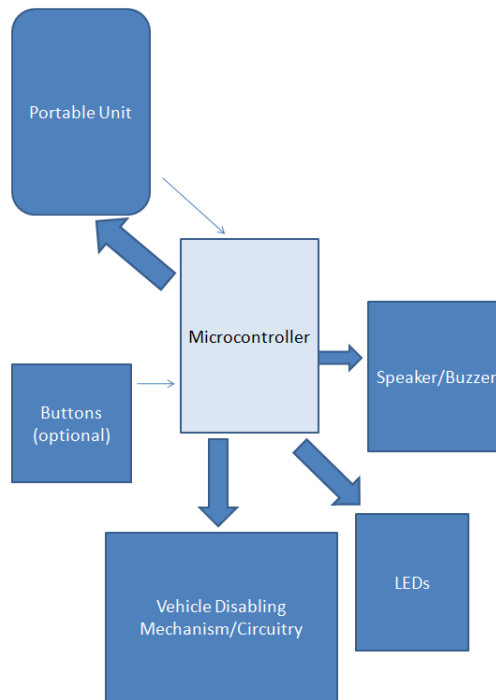 Portable Unit
Microcontroller
Speaker/Buzzer
Buttons
(optional)
Vehicle Disabling
Mechanism/Circuitry
LEDs